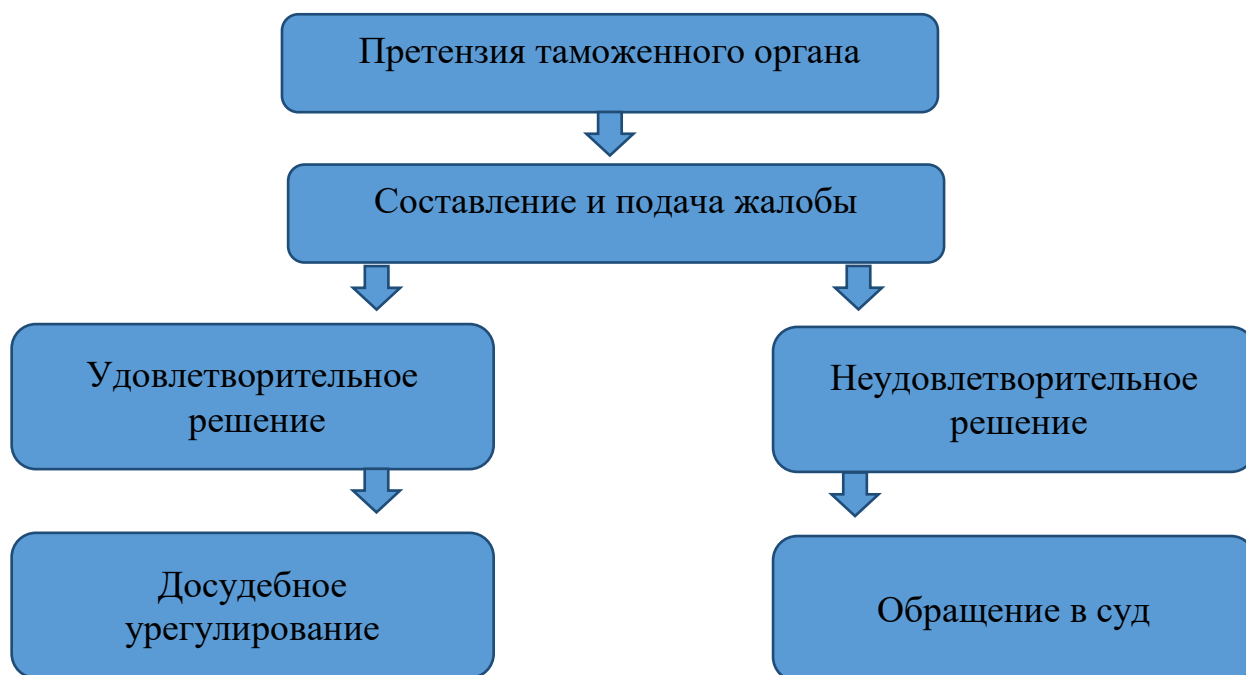 Претензия таможенного органа
Составление и подача жалобы
Удовлетворительное
решение
Неудовлетворительное
решение
Досудебное
урегулирование
Обращение в суд